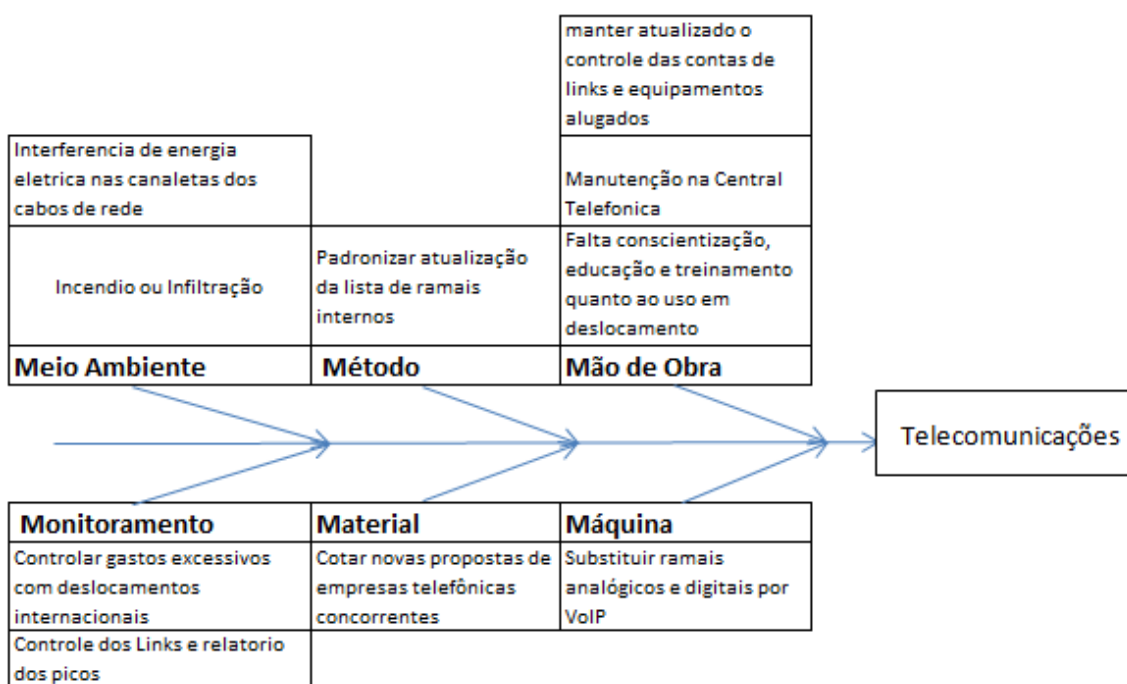 manter atualizado o
controle das contas de
links e equipamentos
alugados
Interferencia de energia
eletrica nas canaletas dos
cabos de rede
Manutenção na Central
Telefonica
Incendio ou Infiltração
Padronizar atualização
da lista de ramais
internos
Falta conscientização,
educação e treinamento
quanto ao uso em
deslocamento
Meio Ambiente
Método
Mão de Obra
Telecomunicações
Monitoramento
Material
Máquina
Controlar gastos excessivos
com deslocamentos
internacionais
Cotar novas propostas de
empresas telefônicas
concorrentes
Substituir ramais
analógicos e digitais por
VoIP
Controle dos Links e relatorio
dos picos